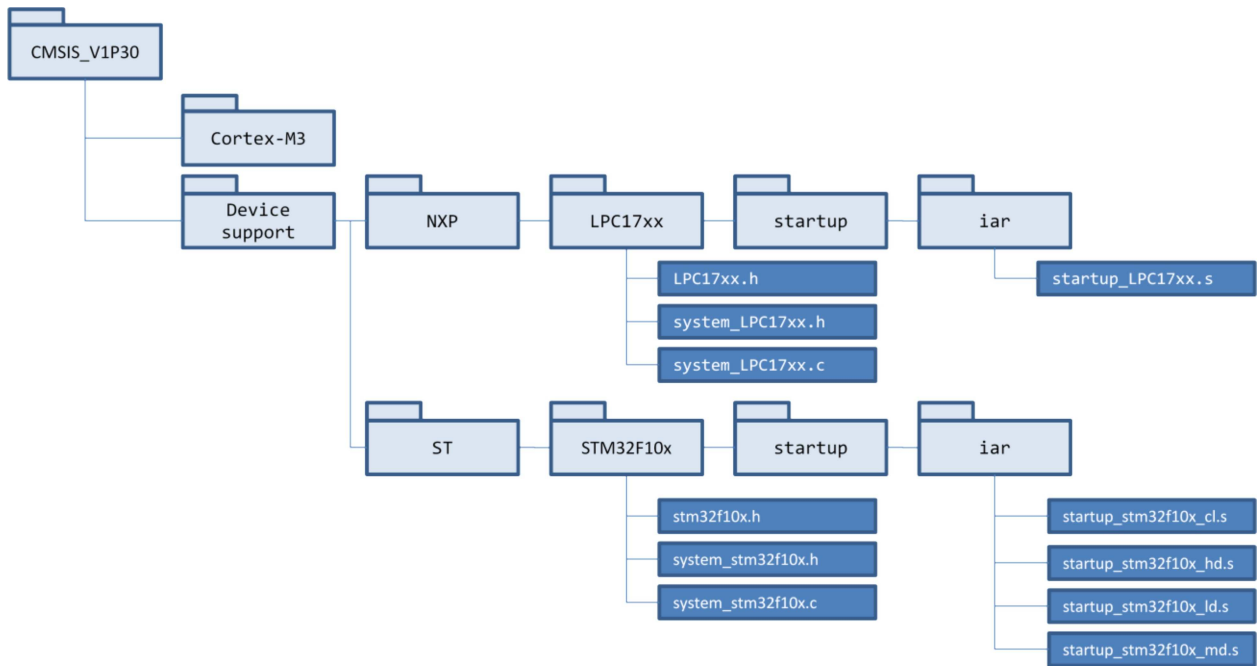 CMSIS_V1P30
Cortex-M3
Device
support
NXP
LPC17xx
startup
iar
LPC17xx.h
system_LPC17xx.h
system_LPC17xx.c
startup_LPC17xx.s
ST
STM32F10x
startup
iar
stm32f10x.h
system_stm32f10x.h
system_stm32f10x.c
startup_stm32f10x_cl.s
startup_stm32f10x_hd.s
startup_stm32f10x_ld.s
startup_stm32f10x_md.s